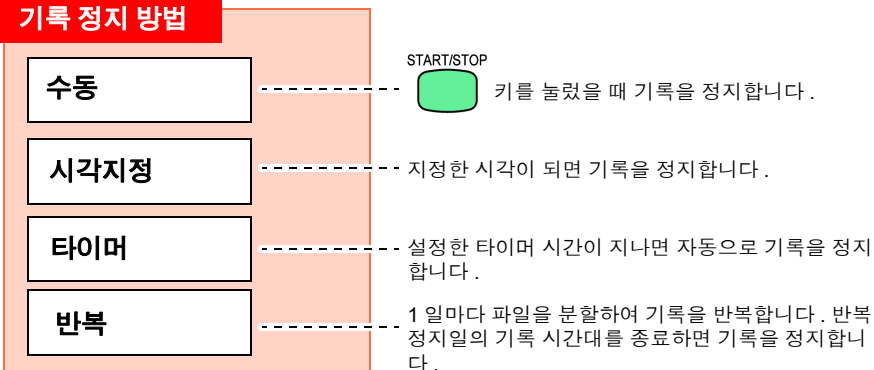 기록 정지 방법
수동
START/STOP
키를 눌렀을 때 기록을 정지합니다 .
시각지정
지정한 시각이 되면 기록을 정지합니다 .
타이머
설정한 타이머 시간이 지나면 자동으로 기록을 정지
합니다 .
반복
1 일마다 파일을 분할하여 기록을 반복합니다 . 반복
정지일의 기록 시간대를 종료하면 기록을 정지합니
다 .